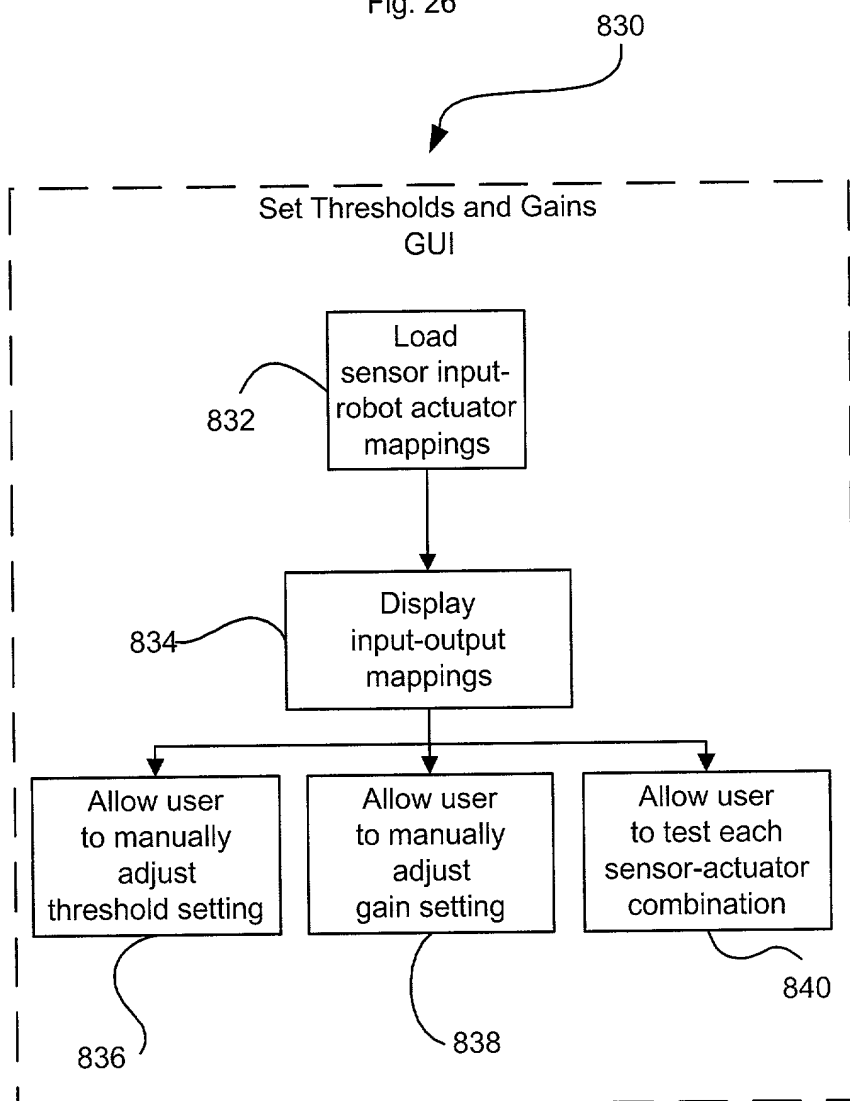 Fig. 26
830
Set Thresholds and Gains
GUI
Load
sensor input-
robot actuator
mappings
832
Display
input-output
mappings
834
Allow user
to manually
adjust
threshold setting
Allow user
to manually
adjust
gain setting
Allow user
to test each
sensor-actuator
combination
836
838
840